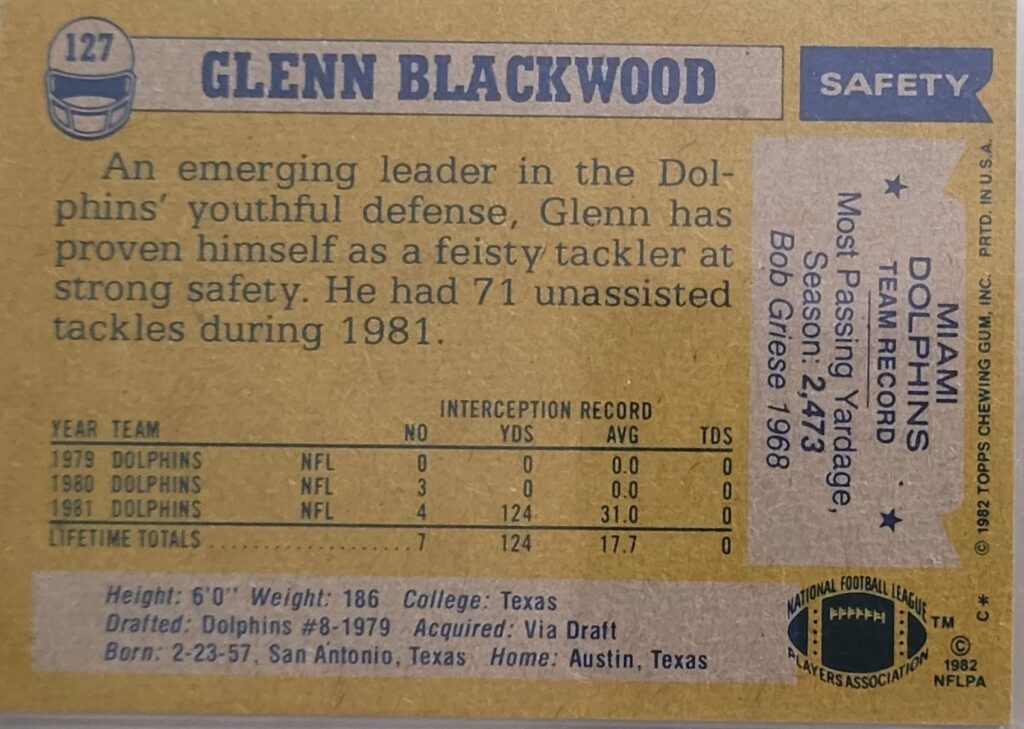 127
GLENN BLACKWOOD
SAFETY
An emerging leader in the Dol-
phins' youthful defense, Glenn has
proven himself as a feisty tackler at
strong safety. He had 71 unassisted
tackles during 1981.
INTERCEPTION RECORD
YEAR TEAM NO YDS AVG TDS
1979 DOLPHINS NFL 0 0 0.0 0
1980 DOLPHINS NFL 3 0 0.0 0
1981 DOLPHINS NFL 4 124 31.0 0
LIFETIME TOTALS.......................7 124 17.7 0
Height: 6'0" Weight: 186 College: Texas
Drafted: Dolphins #8-1979 Acquired: Via Draft
Born: 2-23-57, San Antonio, Texas Home: Austin, Texas
MIAMI
DOLPHINS
★ TEAM RECORD ★
Most Passing Yardage,
Season: 2,473
Bob Griese 1968
© 1982 TOPPS CHEWING GUM, INC. PRTD. IN U.S.A.
C*
NATIONAL FOOTBALL LEAGUE
PLAYERS ASSOCIATION
TM
©
1982
NFLPA